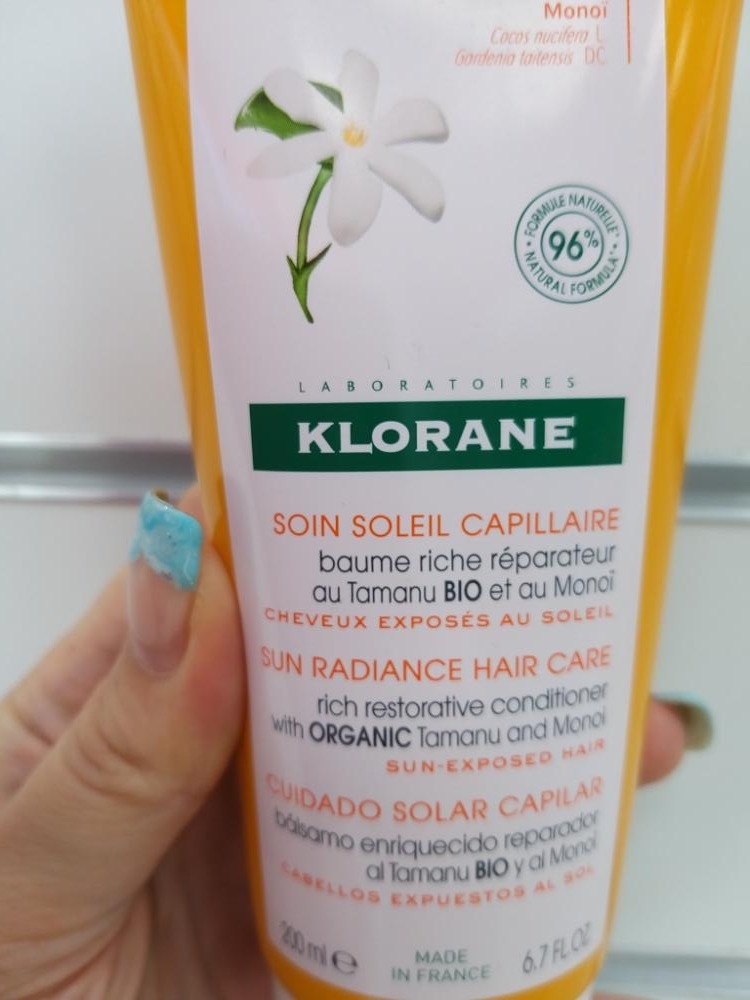 Monoï
Cocos nucifera L
Gardenia taitensis DC
FORMULE NATURELLE*
96%
NATURAL FORMULA*
LABORATOIRES
KLORANE
SOIN SOLEIL CAPILLAIRE
baume riche réparateur
au Tamanu BIO et au Monoï
CHEVEUX EXPOSÉS AU SOLEIL
SUN RADIANCE HAIR CARE
rich restorative conditioner
with ORGANIC Tamanu and Monoï
SUN-EXPOSED HAIR
CUIDADO SOLAR CAPILAR
bálsamo enriquecido reparador
al Tamanu BIO y al Monoï
CABELLOS EXPUESTOS AL SOL
200 ml e
MADE
IN FRANCE
6.7 FL OZ